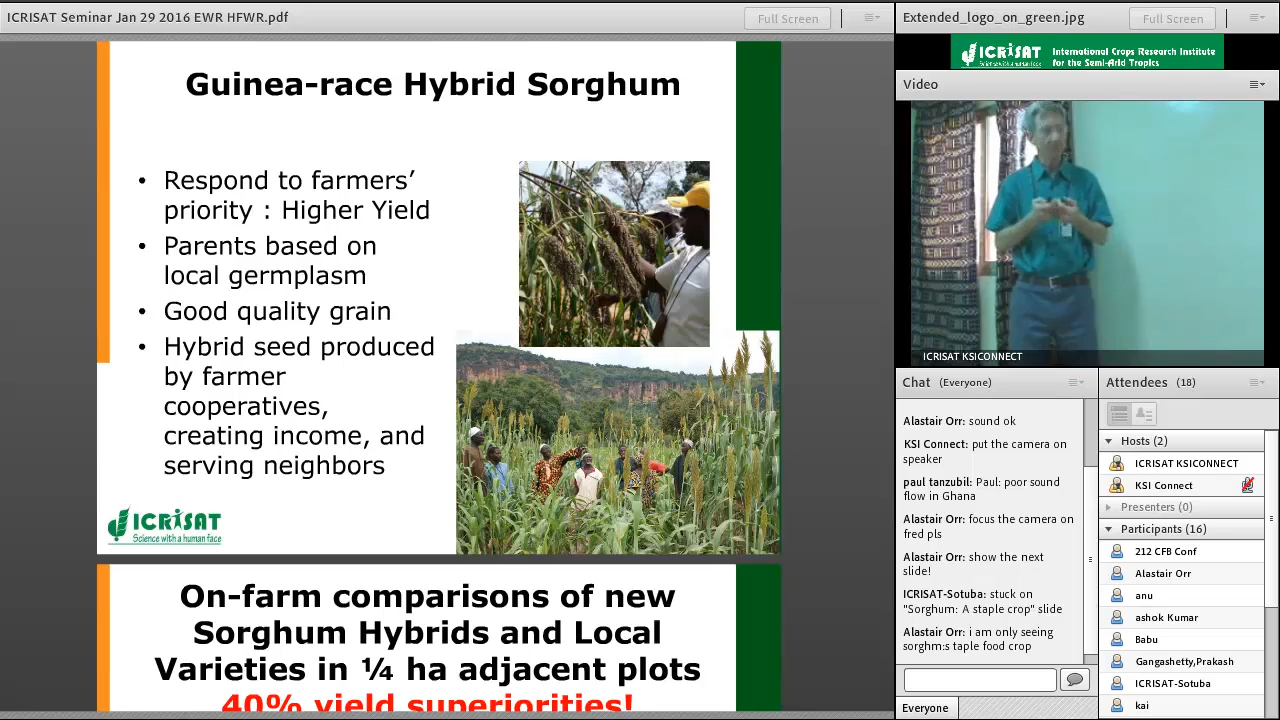 ICRISAT Seminar Jan 29 2016 EWR HFWR.pdf
Full Screen
Guinea-race Hybrid Sorghum
• Respond to farmers’
priority : Higher Yield
• Parents based on
local germplasm
• Good quality grain
• Hybrid seed produced
by farmer
cooperatives,
creating income, and
serving neighbors
ICRISAT
Science with a human face
On-farm comparisons of new
Sorghum Hybrids and Local
Varieties in ¼ ha adjacent plots
40% yield superiorities!
Extended_logo_on_green.jpg
Full Screen
ICRISAT
Science with a human face
International Crops Research Institute
for the Semi-Arid Tropics
Video
ICRISAT KSICONNECT
Chat (Everyone)
Alastair Orr: sound ok
KSI Connect: put the camera on
speaker
paul tanzubil: Paul: poor sound
flow in Ghana
Alastair Orr: focus the camera on
fred pls
Alastair Orr: show the next
slide!
ICRISAT-Sotuba: stuck on
"Sorghum: A staple crop" slide
Alastair Orr: i am only seeing
sorghm:s taple food crop
Everyone
Attendees (18)
Hosts (2)
ICRISAT KSICONNECT
KSI Connect
Presenters (0)
Participants (16)
212 CFB Conf
Alastair Orr
anu
ashok Kumar
Babu
Gangashetty,Prakash
ICRISAT-Sotuba
kai